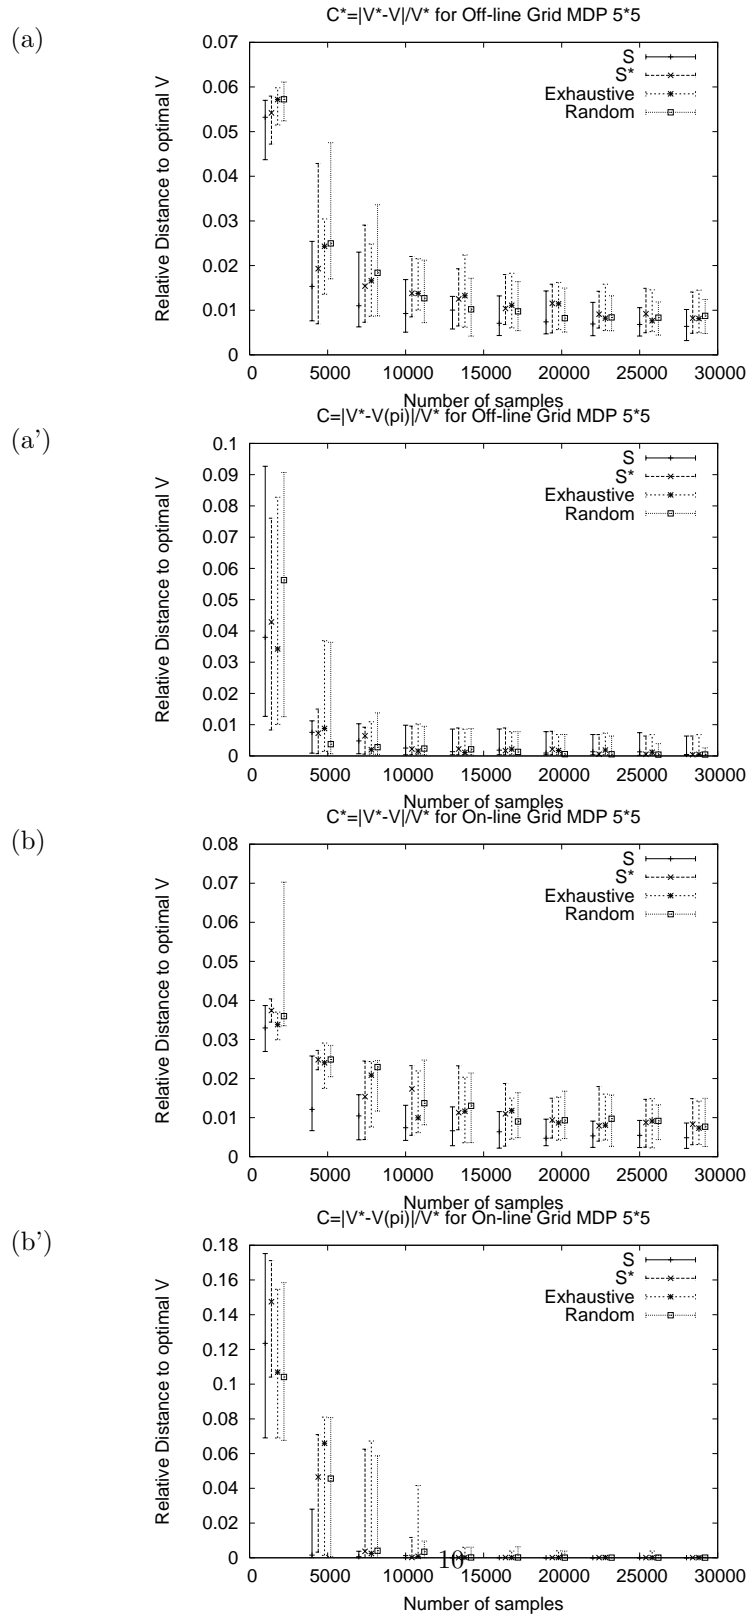 (a)
C*=|V*-V|/V* for Off-line Grid MDP 5*5
Relative Distance to optimal V
0.07
0.06
0.05
0.04
0.03
0.02
0.01
0
S
S*
Exhaustive
Random
0 5000 10000 15000 20000 25000 30000
Number of samples
(a')
C=|V*-V(pi)|/V* for Off-line Grid MDP 5*5
Relative Distance to optimal V
0.1
0.09
0.08
0.07
0.06
0.05
0.04
0.03
0.02
0.01
0
S
S*
Exhaustive
Random
0 5000 10000 15000 20000 25000 30000
Number of samples
(b)
C*=|V*-V|/V* for On-line Grid MDP 5*5
Relative Distance to optimal V
0.08
0.07
0.06
0.05
0.04
0.03
0.02
0.01
0
S
S*
Exhaustive
Random
0 5000 10000 15000 20000 25000 30000
Number of samples
(b')
C=|V*-V(pi)|/V* for On-line Grid MDP 5*5
Relative Distance to optimal V
0.18
0.16
0.14
0.12
0.1
0.08
0.06
0.04
0.02
0
S
S*
Exhaustive
Random
10
0 5000 10000 15000 20000 25000 30000
Number of samples